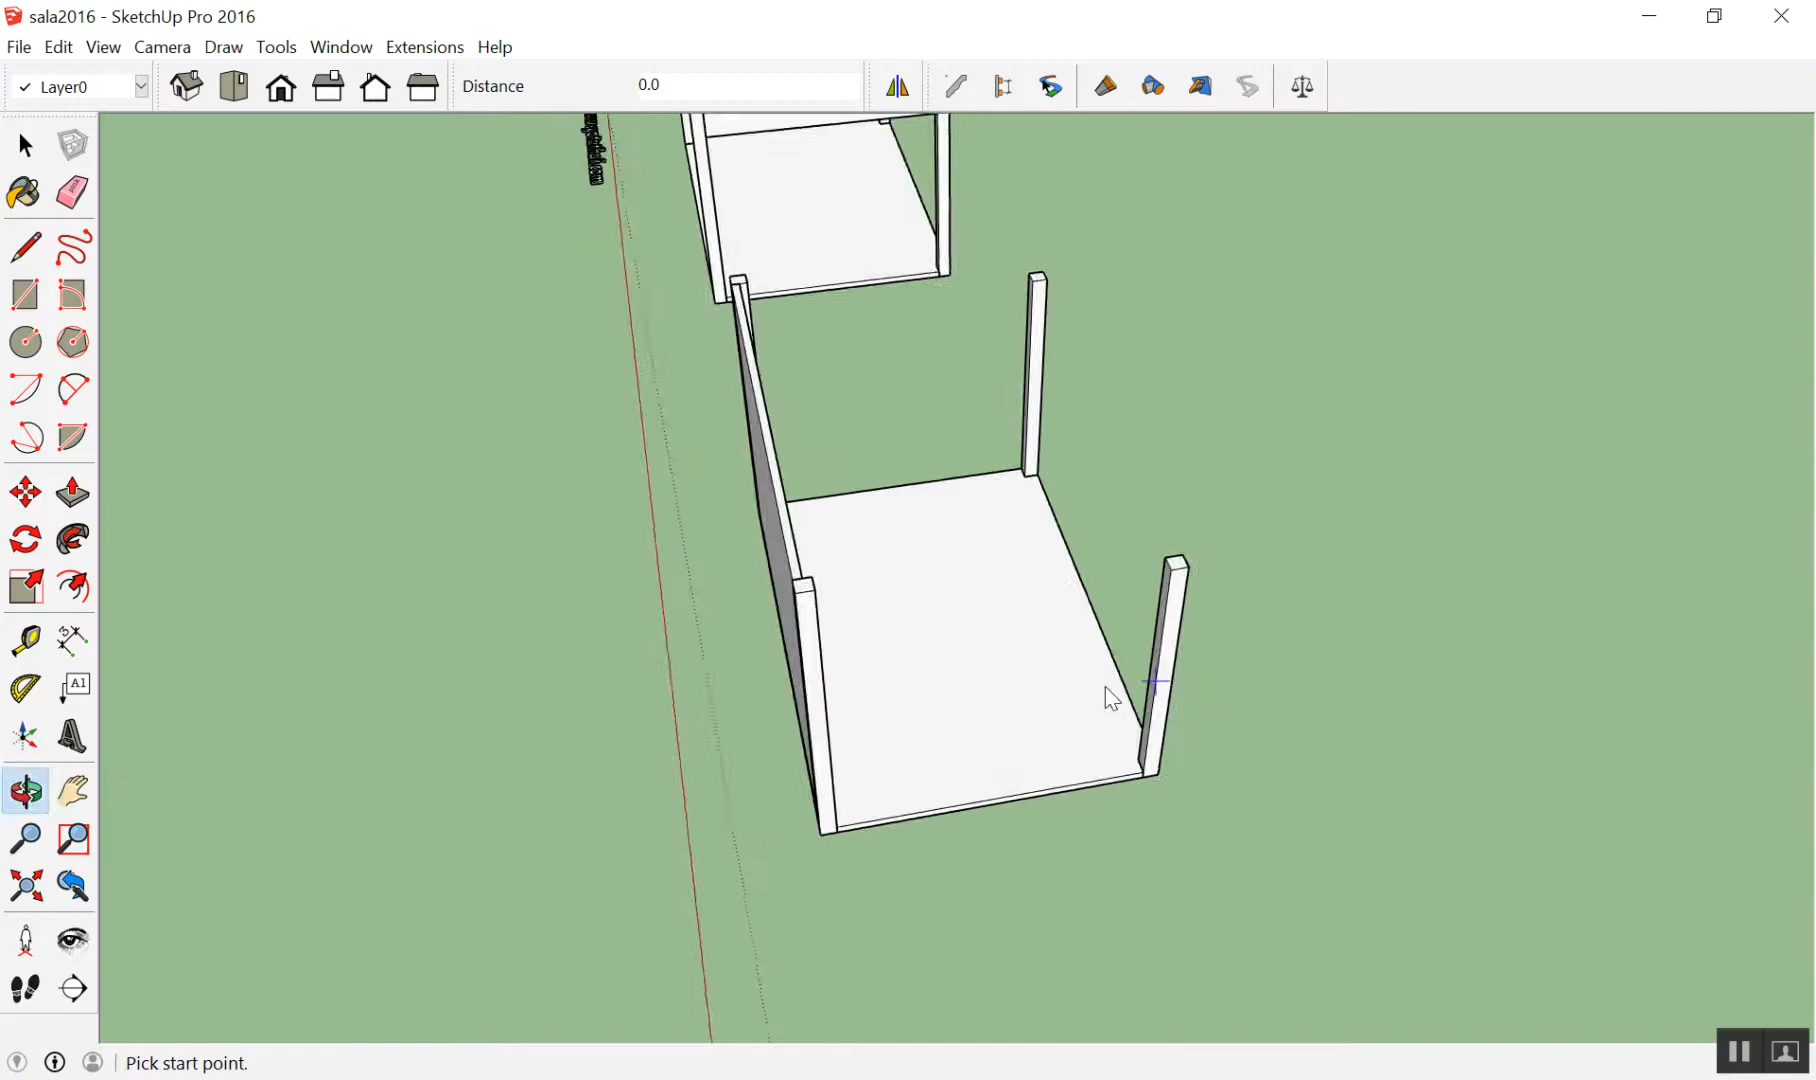 sala2016 - SketchUp Pro 2016
File Edit View Camera Draw Tools Window Extensions Help
Layer0 Distance 0.0
A1
Pick start point.